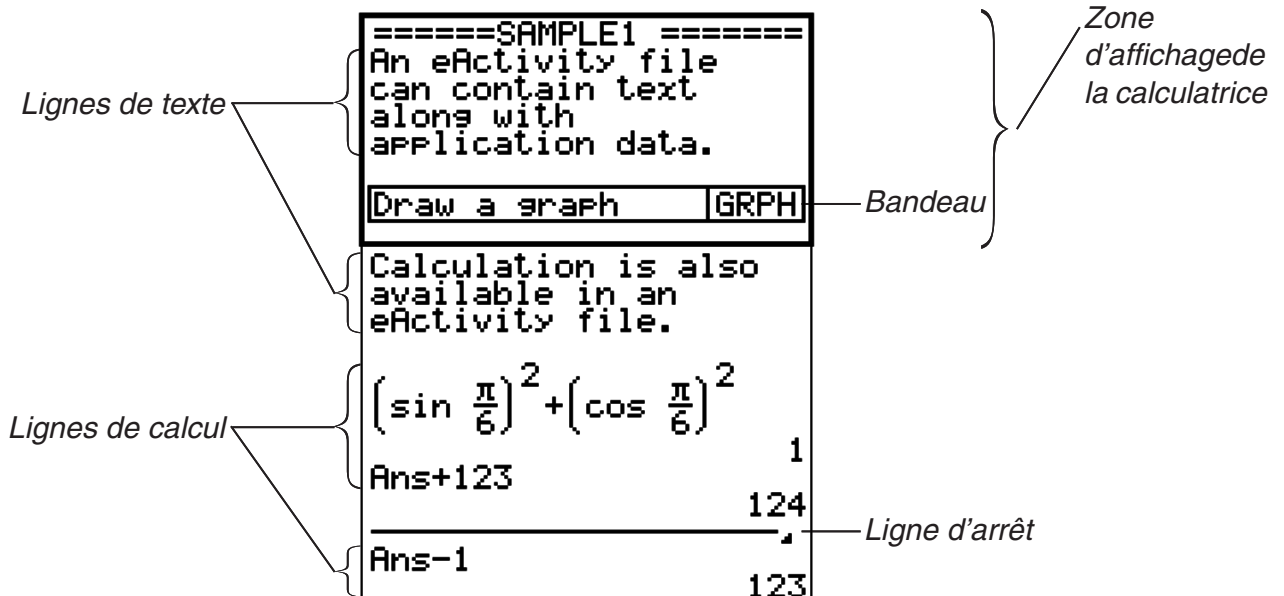 ======SAMPLE1 =======
An eActivity file
can contain text
along with
application data.
Draw a graph GRPH
Calculation is also
available in an
eActivity file.
(sin π/6)²+(cos π/6)²
1
Ans+123
124
Ans−1
123
Lignes de texte
Lignes de calcul
Zone
d'affichagede
la calculatrice
Bandeau
Ligne d'arrêt